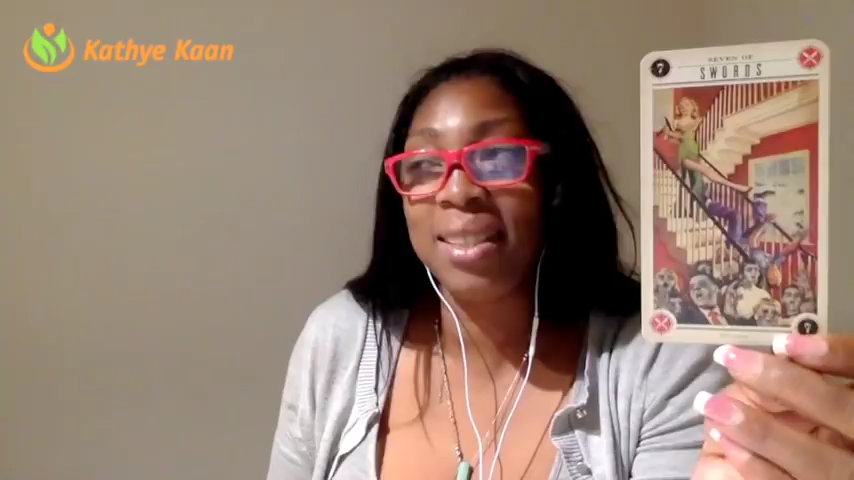 Kathye Kaan
7
SEVEN OF
SWORDS
7